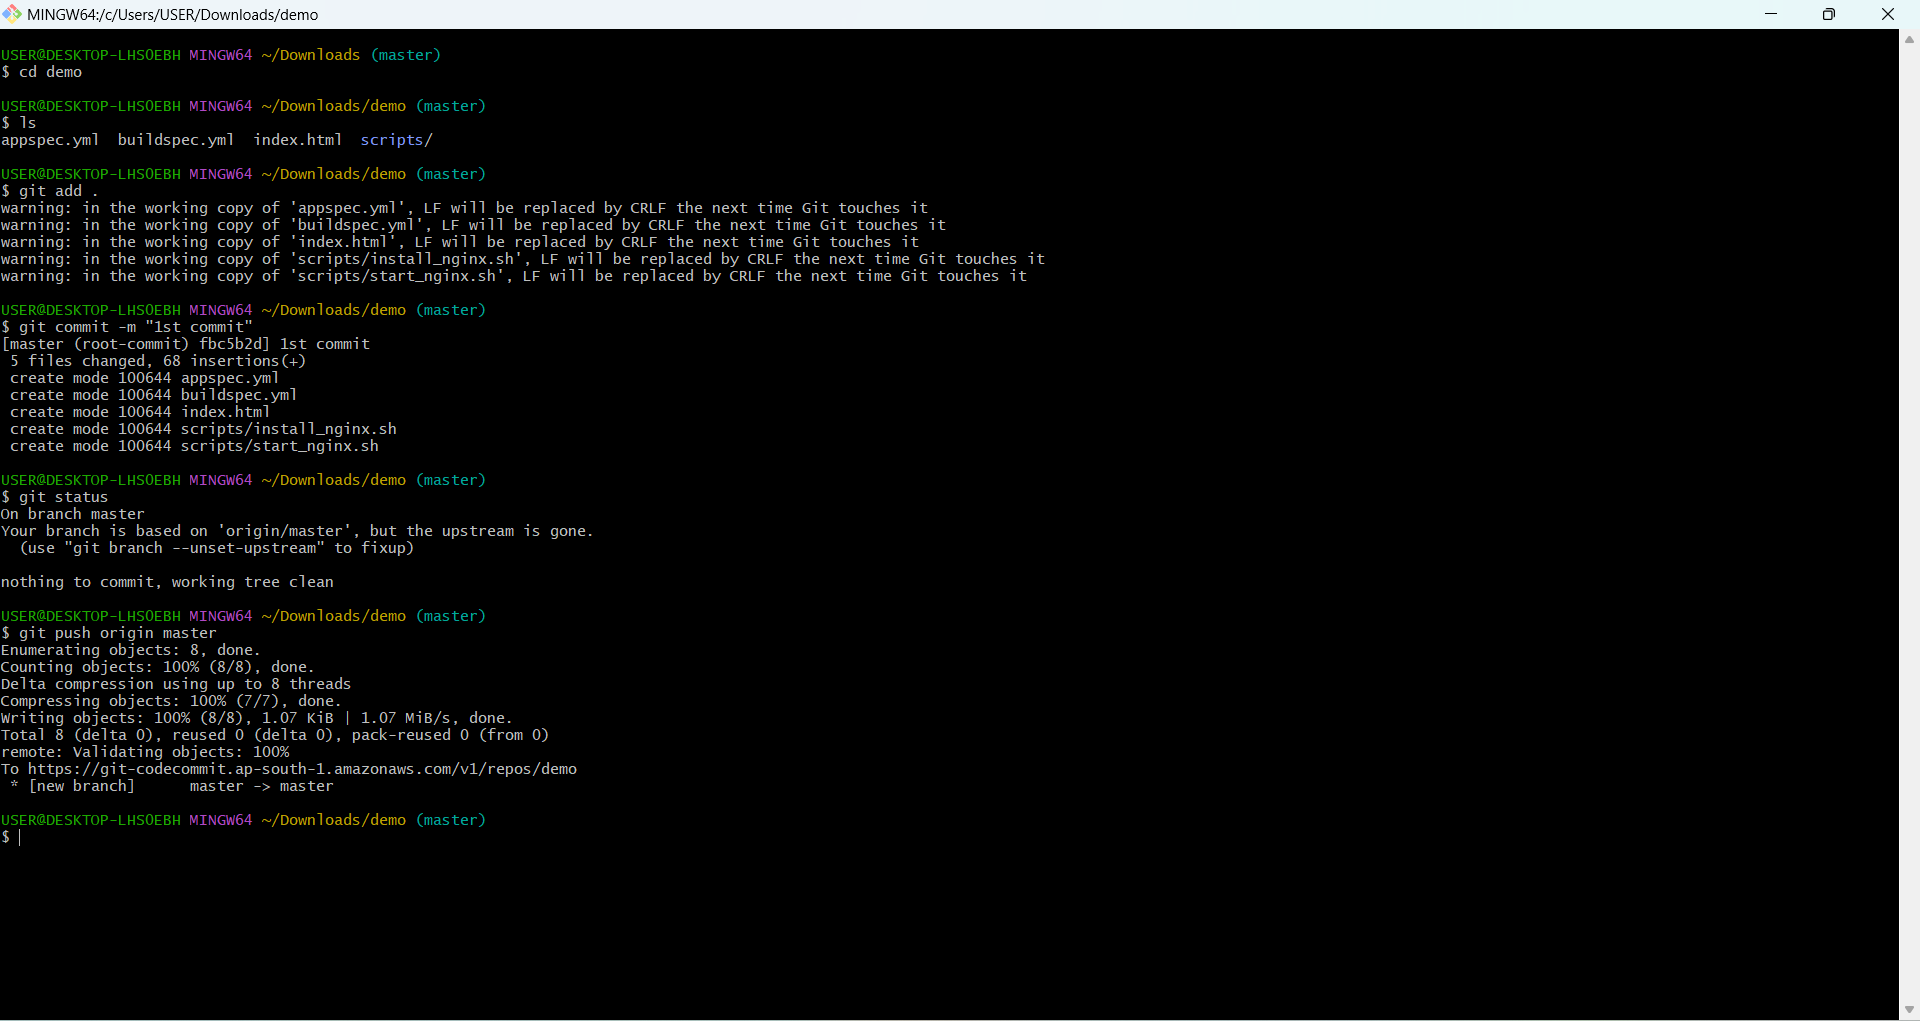 MINGW64:/c/Users/USER/Downloads/demo
USER@DESKTOP-LHSOEBH MINGW64 ~/Downloads (master)
$ cd demo
USER@DESKTOP-LHSOEBH MINGW64 ~/Downloads/demo (master)
$ ls
appspec.yml  buildspec.yml  index.html  scripts/
USER@DESKTOP-LHSOEBH MINGW64 ~/Downloads/demo (master)
$ git add .
warning: in the working copy of 'appspec.yml', LF will be replaced by CRLF the next time Git touches it
warning: in the working copy of 'buildspec.yml', LF will be replaced by CRLF the next time Git touches it
warning: in the working copy of 'index.html', LF will be replaced by CRLF the next time Git touches it
warning: in the working copy of 'scripts/install_nginx.sh', LF will be replaced by CRLF the next time Git touches it
warning: in the working copy of 'scripts/start_nginx.sh', LF will be replaced by CRLF the next time Git touches it
USER@DESKTOP-LHSOEBH MINGW64 ~/Downloads/demo (master)
$ git commit -m "1st commit"
[master (root-commit) fbc5b2d] 1st commit
 5 files changed, 68 insertions(+)
 create mode 100644 appspec.yml
 create mode 100644 buildspec.yml
 create mode 100644 index.html
 create mode 100644 scripts/install_nginx.sh
 create mode 100644 scripts/start_nginx.sh
USER@DESKTOP-LHSOEBH MINGW64 ~/Downloads/demo (master)
$ git status
On branch master
Your branch is based on 'origin/master', but the upstream is gone.
  (use "git branch --unset-upstream" to fixup)
nothing to commit, working tree clean
USER@DESKTOP-LHSOEBH MINGW64 ~/Downloads/demo (master)
$ git push origin master
Enumerating objects: 8, done.
Counting objects: 100% (8/8), done.
Delta compression using up to 8 threads
Compressing objects: 100% (7/7), done.
Writing objects: 100% (8/8), 1.07 KiB | 1.07 MiB/s, done.
Total 8 (delta 0), reused 0 (delta 0), pack-reused 0 (from 0)
remote: Validating objects: 100%
To https://git-codecommit.ap-south-1.amazonaws.com/v1/repos/demo
 * [new branch]      master -> master
USER@DESKTOP-LHSOEBH MINGW64 ~/Downloads/demo (master)
$